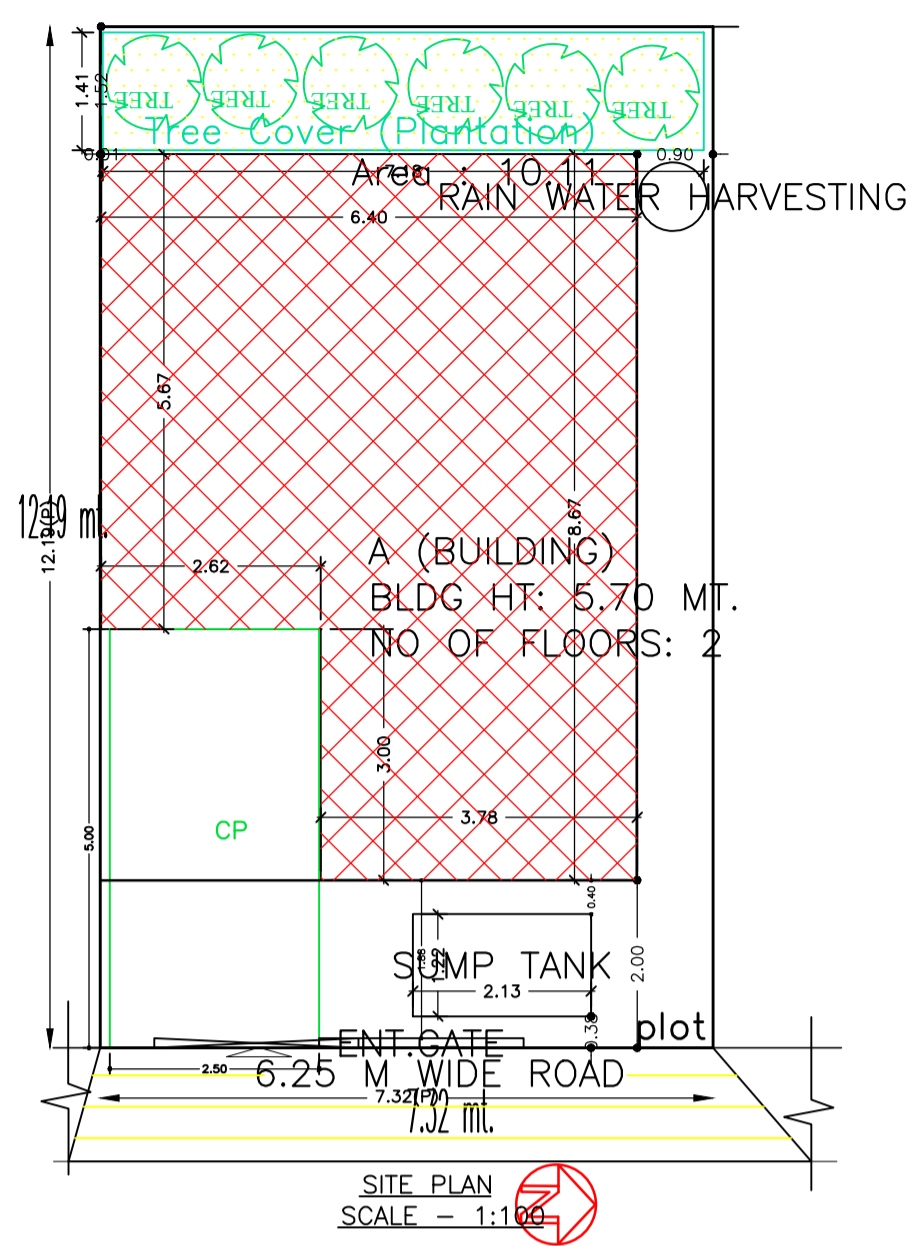 TREE TREE TREE TREE TREE TREE
1.41
1.52
Tree Cover (Plantation)
0.90
Area : 10.11
7.18
RAIN WATER HARVESTING
6.40
5.67
12.19 mt.
12.19(P)
8.67
A (BUILDING)
2.62
BLDG HT: 5.70 MT.
NO OF FLOORS: 2
3.00
3.78
CP
5.00
0.40
1.22
SUMP TANK
2.00
2.13
0.38
plot
ENT.GATE
2.50
6.25 M WIDE ROAD
7.32(P)
7.32 mt.
SITE PLAN
SCALE - 1:100
N